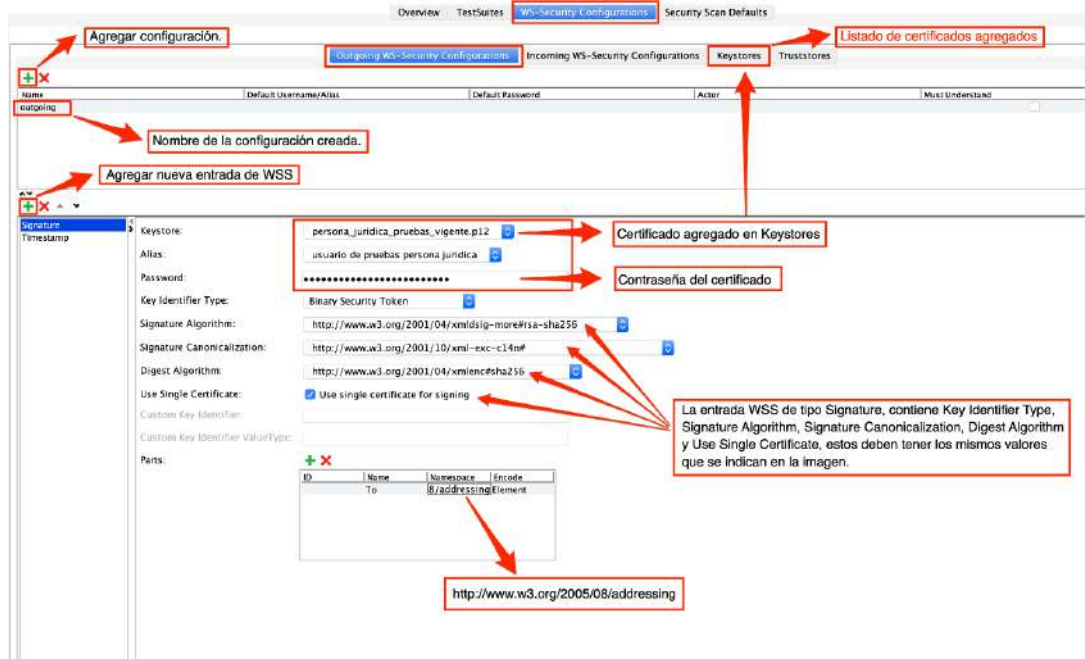 Overview TestSuites WS-Security Configurations Security Scan Defaults
Agregar configuración.
Listado de certificados agregados
Outgoing WS-Security Configurations Incoming WS-Security Configurations Keystores Truststores
Name Default Username/Alias Default Password Actor Must Understand
outgoing
Nombre de la configuración creada.
Agregar nueva entrada de WSS
Signature
Timestamp
Keystore: persona_juridica_pruebas_vigente.p12
Certificado agregado en Keystores
Alias: usuario de pruebas persona juridica
Password: ••••••••••••••••••••••••••
Contraseña del certificado
Key Identifier Type: Binary Security Token
Signature Algorithm: http://www.w3.org/2001/04/xmldsig-more#rsa-sha256
Signature Canonicalization: http://www.w3.org/2001/10/xml-exc-c14n#
Digest Algorithm: http://www.w3.org/2001/04/xmlenc#sha256
Use Single Certificate: Use single certificate for signing
La entrada WSS de tipo Signature, contiene Key Identifier Type,
Signature Algorithm, Signature Canonicalization, Digest Algorithm
y Use Single Certificate, estos deben tener los mismos valores
que se indican en la imagen.
Custom Key Identifier:
Custom Key Identifier ValueType:
Parts:
ID Name Namespace Encode
To 8/addressing Element
http://www.w3.org/2005/08/addressing